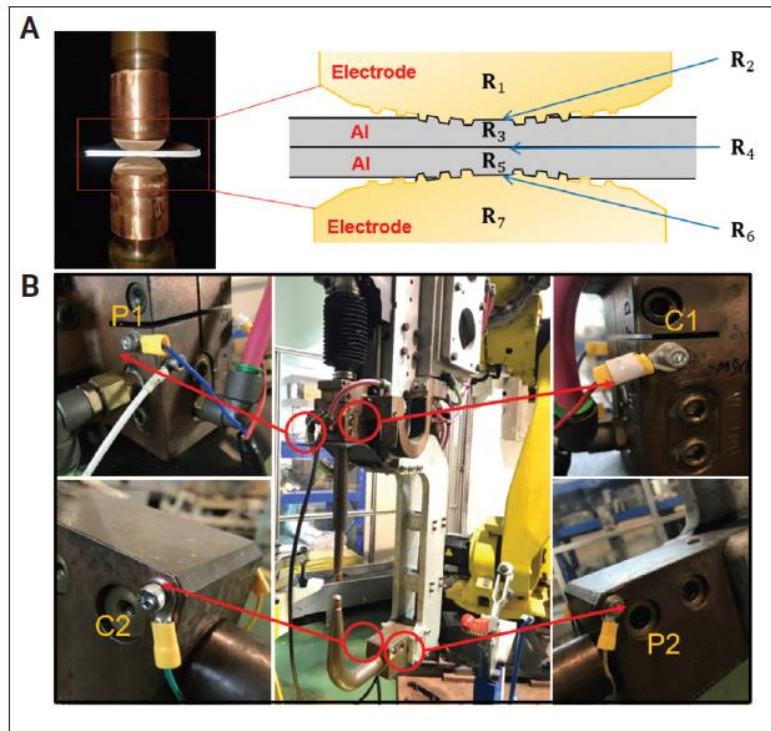 A
Electrode
R₁
R₂
Al
R₃
R₄
Al
R₅
Electrode
R₇
R₆
B
P1
C1
C2
P2